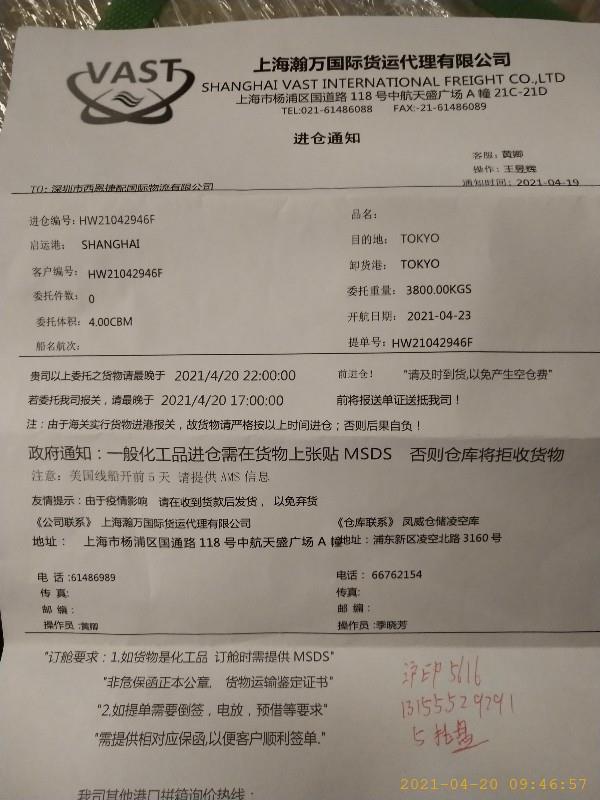 VAST
上海瀚万国际货运代理有限公司
SHANGHAI VAST INTERNATIONAL FREIGHT CO.,LTD
上海市杨浦区国道路 118 号中航天盛广场 A 幢 21C-21D
TEL:021-61486088 FAX:-21-61486089
进仓通知
客服：黄卿
操作：王昱辉
TO: 深圳市西恩捷配国际物流有限公司 通知时间：2021-04-19
进仓编号：HW21042946F 品名：
启运港： SHANGHAI 目的地： TOKYO
客户编号： HW21042946F 卸货港： TOKYO
委托件数： 0 委托重量： 3800.00KGS
委托体积： 4.00CBM 开航日期： 2021-04-23
船名航次： 提单号：HW21042946F
贵司以上委托之货物请最晚于 2021/4/20 22:00:00 前进仓！ "请及时到货,以免产生空仓费"
若委托我司报关，请最晚于 2021/4/20 17:00:00 前将报送单证送抵我司！
注：由于海关实行货物进港报关，故货物请严格按以上时间进仓；否则后果自负！
政府通知：一般化工品进仓需在货物上张贴 MSDS 否则仓库将拒收货物
注意：美国线船开前 5 天 请提供 AMS 信息
友情提示：由于疫情影响 请在收到货款后发货， 以免弃货
《公司联系》 上海瀚万国际货运代理有限公司 《仓库联系》 凤威仓储凌空库
地址： 上海市杨浦区国通路 118 号中航天盛广场 A 幢 地址：浦东新区凌空北路 3160 号
电 话 :61486989 电话： 66762154
传 真: 传真:
邮 编： 邮 编：
操作员 :黄卿 操作员 :季晓芳
"订舱要求：1.如货物是化工品 订舱时需提供 MSDS"
"非危保函正本公章, 货物运输鉴定证书"
"2,如提单需要倒签，电放，预借等要求"
"需提供相对应保函,以便客户顺利签单."
沪EP 5616
13155529291
5 托盘
我司其他港口拼箱询价热线：
2021-04-20 09:46:57